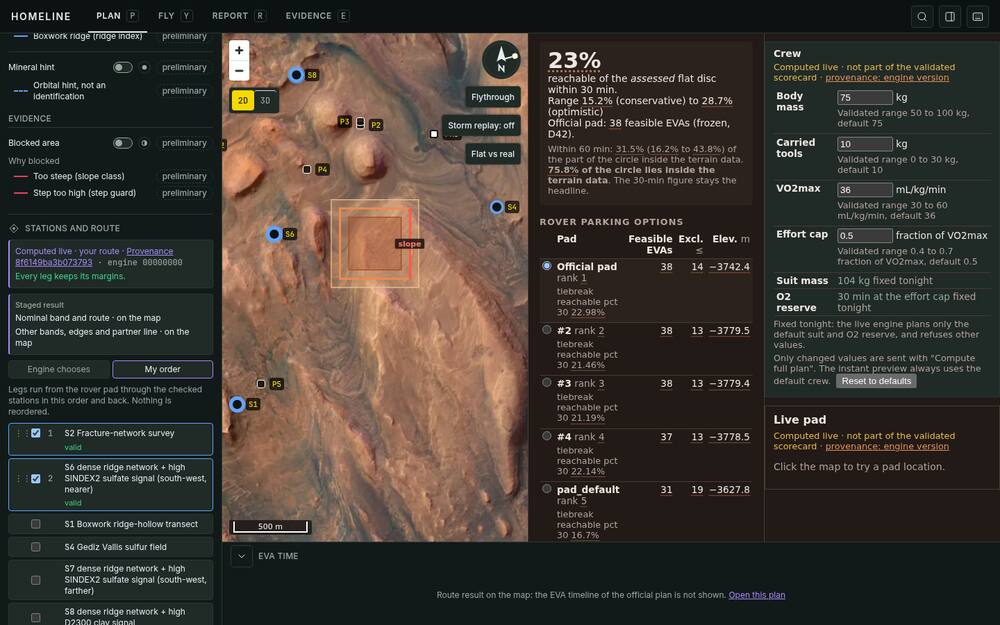 HOMELINE PLAN P FLY Y REPORT R EVIDENCE E
Boxwork ridge (ridge index) preliminary
Mineral hint preliminary
Orbital hint, not an
identification preliminary
EVIDENCE
Blocked area preliminary
Why blocked
Too steep (slope class) preliminary
Step too high (step guard) preliminary
STATIONS AND ROUTE
Computed live · your route · Provenance
8f6149ba3b073793 · engine 00000000
Every leg keeps its margins.
Staged result
Nominal band and route · on the map
Other bands, edges and partner line · on the
map
Engine chooses My order
Legs run from the rover pad through the checked
stations in this order and back. Nothing is
reordered.
1 S2 Fracture-network survey
valid
2 S6 dense ridge network + high
SINDEX2 sulfate signal (south-west,
nearer)
valid
S1 Boxwork ridge-hollow transect
S4 Gediz Vallis sulfur field
S7 dense ridge network + high
SINDEX2 sulfate signal (south-west,
farther)
S8 dense ridge network + high
D2300 clay signal
+
−
2D 3D
N
Flythrough
Storm replay: off
Flat vs real
S8
P3
P2
P4
S4
S6
slope
P5
S1
500 m
23%
reachable of the assessed flat disc
within 30 min.
Range 15.2% (conservative) to 28.7%
(optimistic)
Official pad: 38 feasible EVAs (frozen,
D42).
Within 60 min: 31.5% (16.2% to 43.8%) of
the part of the circle inside the terrain data.
75.8% of the circle lies inside the
terrain data. The 30-min figure stays the
headline.
ROVER PARKING OPTIONS
Pad Feasible EVAs Excl. ≤ Elev. m
Official pad 38 14 −3742.4
rank 1
tiebreak
reachable pct
30 22.98%
#2 rank 2 38 13 −3779.5
tiebreak
reachable pct
30 21.46%
#3 rank 3 38 13 −3779.4
tiebreak
reachable pct
30 21.19%
#4 rank 4 37 13 −3778.5
tiebreak
reachable pct
30 22.14%
pad_default 31 19 −3627.8
rank 5
tiebreak
reachable pct
30 16.7%
Crew
Computed live · not part of the validated
scorecard · provenance: engine version
Body mass 75 kg
Validated range 50 to 100 kg,
default 75
Carried tools 10 kg
Validated range 0 to 30 kg,
default 10
VO2max 36 mL/kg/min
Validated range 30 to 60
mL/kg/min, default 36
Effort cap 0.5 fraction of VO2max
Validated range 0.4 to 0.7
fraction of VO2max, default 0.5
Suit mass 104 kg fixed tonight
O2 reserve 30 min at the effort cap fixed
tonight
Fixed tonight: the live engine plans only the
default suit and O2 reserve, and refuses other
values.
Only changed values are sent with "Compute
full plan". The instant preview always uses the
default crew. Reset to defaults
Live pad
Computed live · not part of the validated
scorecard · provenance: engine version
Click the map to try a pad location.
EVA TIME
Route result on the map: the EVA timeline of the official plan is not shown. Open this plan